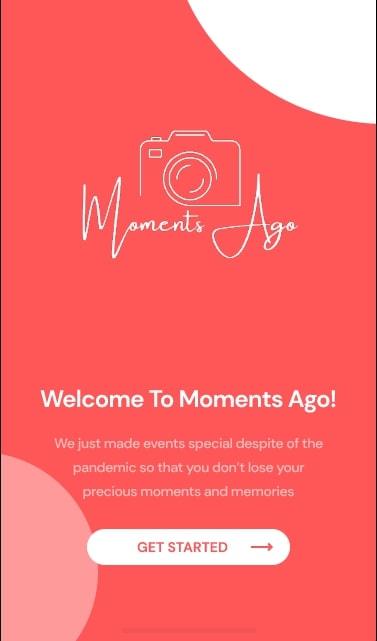 Moments Ago
Welcome To Moments Ago!
We just made events special despite of the
pandemic so that you don't lose your
precious moments and memories
GET STARTED